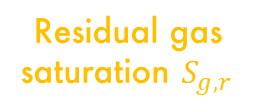 Residual gas
saturation $S_{g,r}$